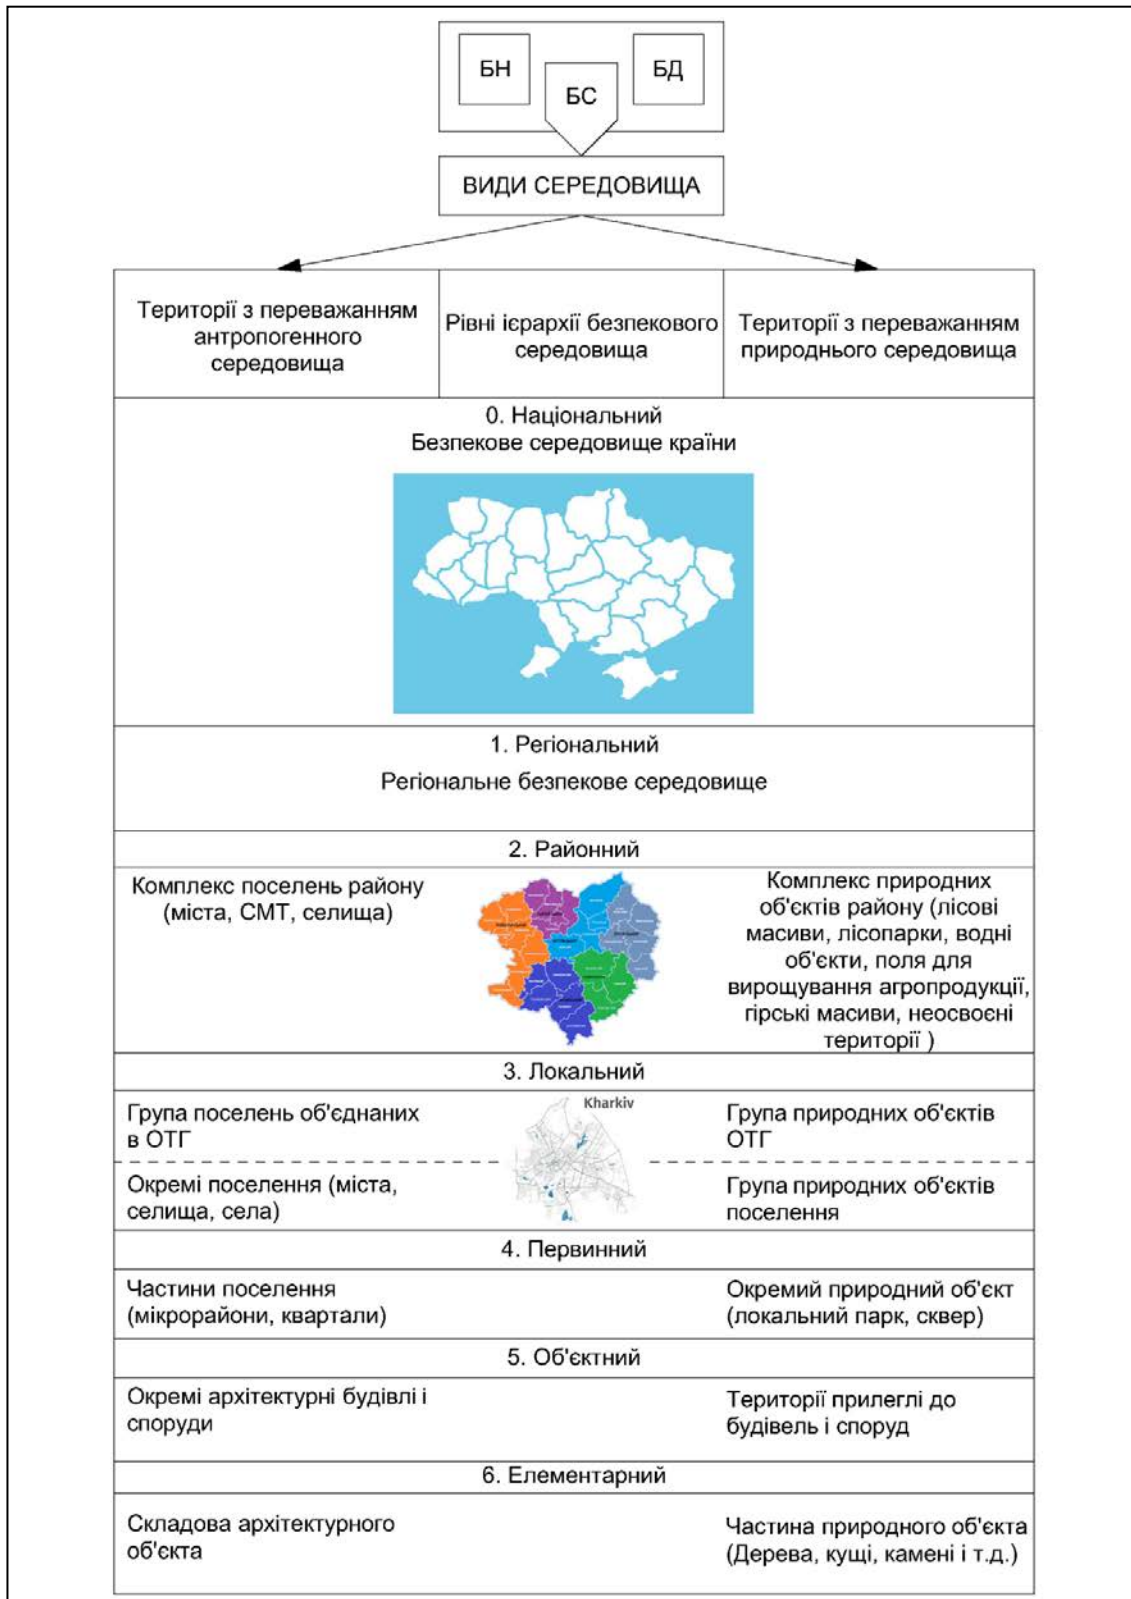 БН
БС
БД
ВИДИ СЕРЕДОВИЩА
Території з переважанням
антропогенного
середовища
Рівні ієрархії безпекового
середовища
Території з переважанням
природнього середовища
0. Національний
Безпекове середовище країни
1. Регіональний
Регіональне безпекове середовище
2. Районний
Комплекс поселень району
(міста, СМТ, селища)
Комплекс природних
об'єктів району (лісові
масиви, лісопарки, водні
об'єкти, поля для
вирощування агропродукції,
гірські масиви, неосвоєні
території )
3. Локальний
Група поселень об'єднаних
в ОТГ
Kharkiv
Група природних об'єктів
ОТГ
Окремі поселення (міста,
селища, села)
Група природних об'єктів
поселення
4. Первинний
Частини поселення
(мікрорайони, квартали)
Окремий природний об'єкт
(локальний парк, сквер)
5. Об'єктний
Окремі архітектурні будівлі і
споруди
Території прилеглі до
будівель і споруд
6. Елементарний
Складова архітектурного
об'єкта
Частина природного об'єкта
(Дерева, кущі, камені і т.д.)